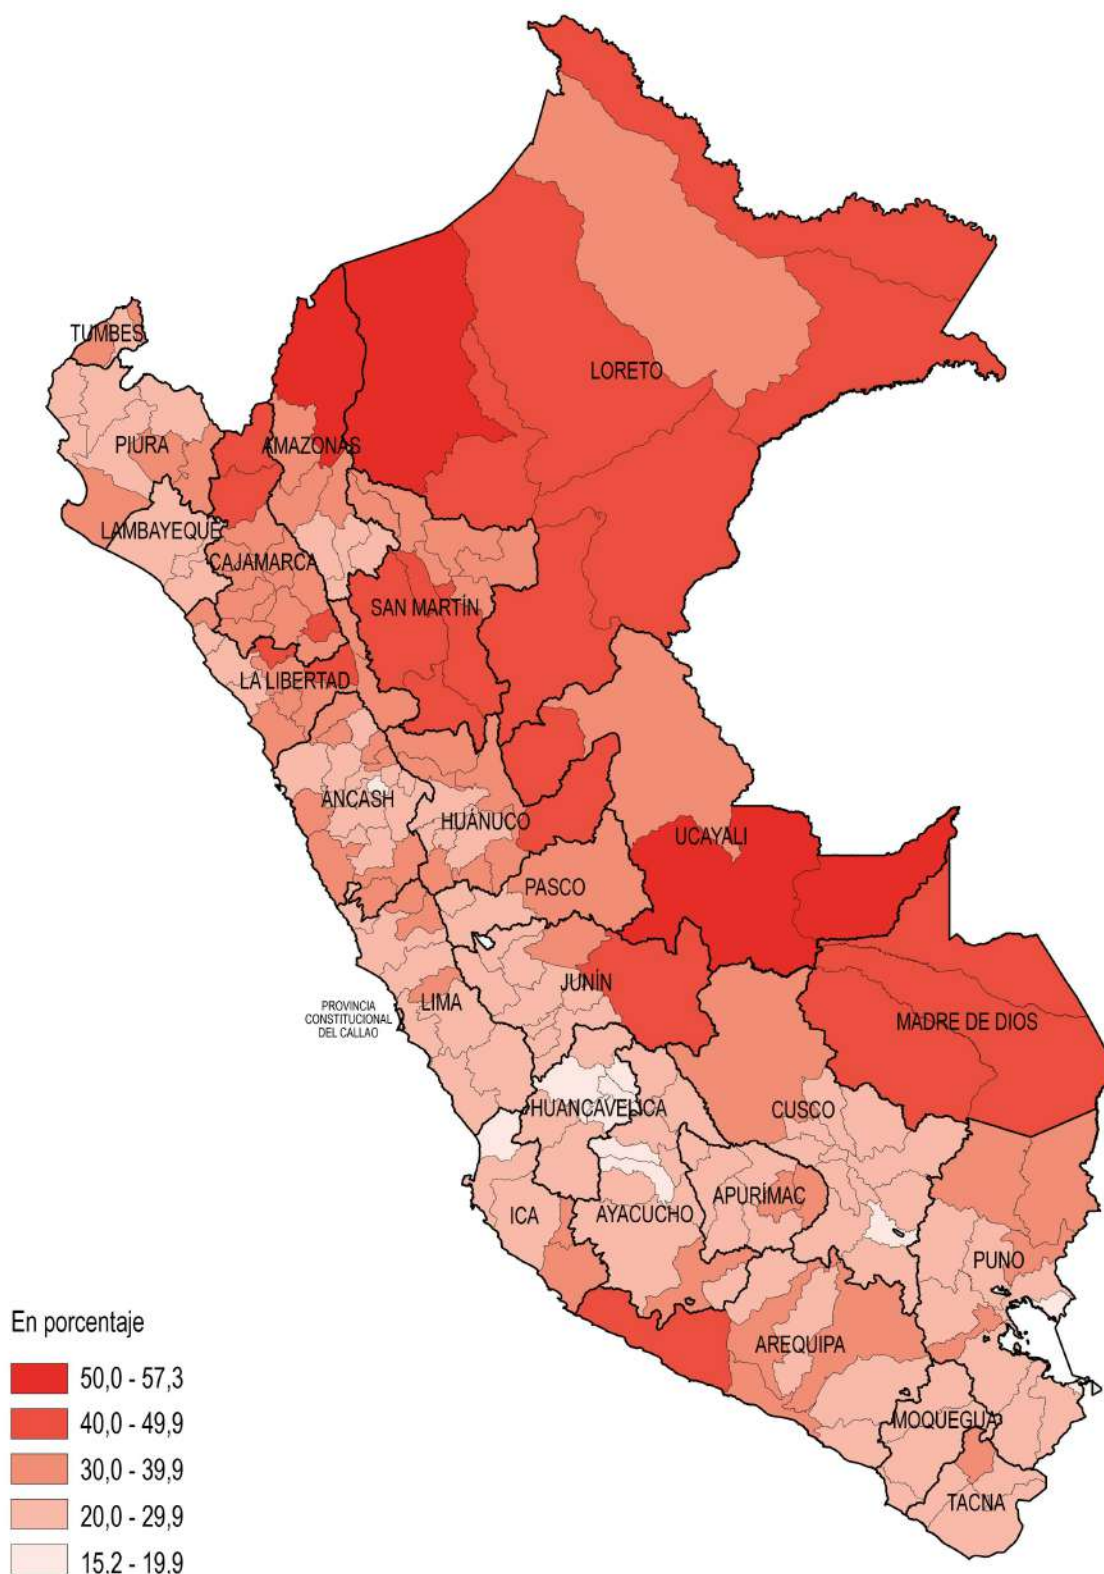 TUMBES
LORETO
PIURA
AMAZONAS
LAMBAYEQUE
CAJAMARCA
SAN MARTÍN
LA LIBERTAD
ANCASH
HUÁNUCO
UCAYALI
PASCO
JUNÍN
LIMA
PROVINCIA
CONSTITUCIONAL
DEL CALLAO
MADRE DE DIOS
HUANCAVELICA
CUSCO
APURÍMAC
ICA
AYACUCHO
PUNO
AREQUIPA
MOQUEGUA
TACNA
En porcentaje
50,0 - 57,3
40,0 - 49,9
30,0 - 39,9
20,0 - 29,9
15,2 - 19,9